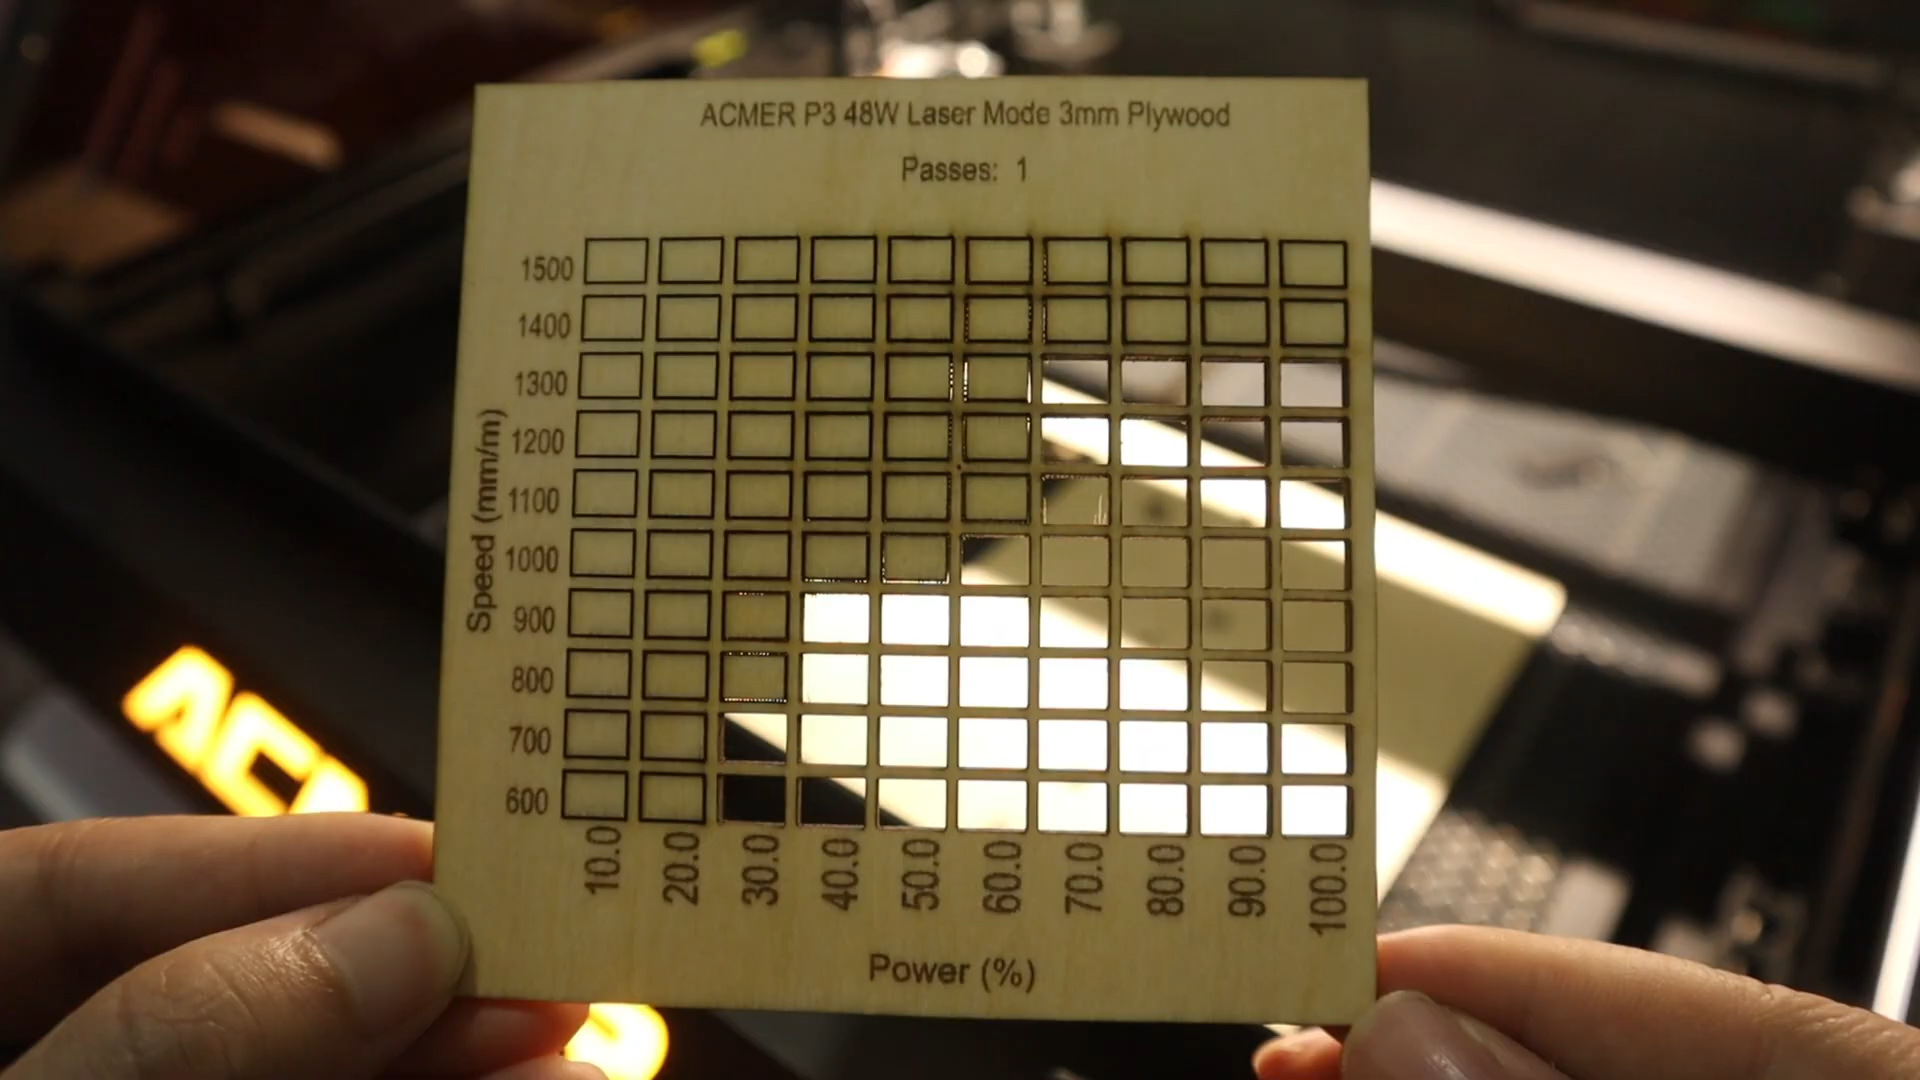 ACMER P3 48W Laser Mode 3mm Plywood
Passes: 1
Speed (mm/m)
1500
1400
1300
1200
1100
1000
900
800
700
600
10.0 20.0 30.0 40.0 50.0 60.0 70.0 80.0 90.0 100.0
Power (%)